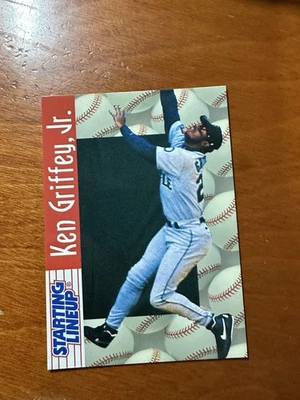 Ken Griffey, Jr.
STARTING
LINEUP®